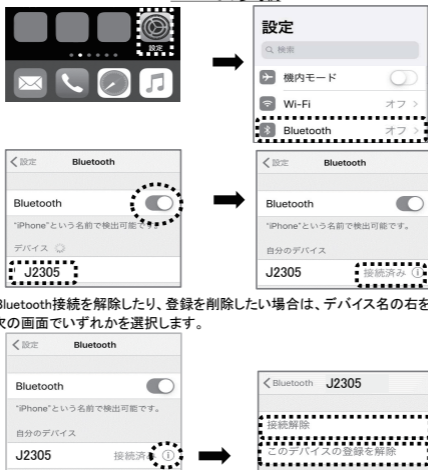 設定
設定
検索
機内モード
Wi-Fi オフ >
Bluetooth オフ >
<設定 Bluetooth
Bluetooth
"iPhone"という名前で検出可能です。
デバイス
J2305
<設定 Bluetooth
Bluetooth
"iPhone"という名前で検出可能です。
自分のデバイス
J2305 接続済み ⓘ
Bluetooth接続を解除したり、登録を削除したい場合は、デバイス名の右を
次の画面でいずれかを選択します。
<設定 Bluetooth
Bluetooth
"iPhone"という名前で検出可能です。
自分のデバイス
J2305 接続済み ⓘ
<Bluetooth J2305
接続解除
このデバイスの登録を解除